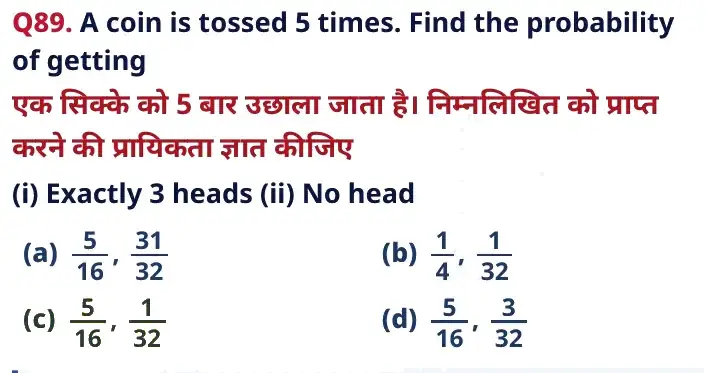 Q89. A coin is tossed 5 times. Find the probability
of getting
एक सिक्के को 5 बार उछाला जाता है। निम्नलिखित को प्राप्त
करने की प्रायिकता ज्ञात कीजिए
(i) Exactly 3 heads (ii) No head
(a) 5/16, 31/32 (b) 1/4, 1/32
(c) 5/16, 1/32 (d) 5/16, 3/32